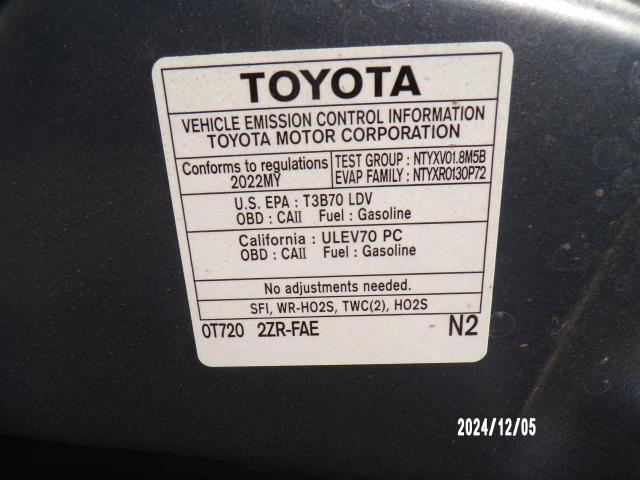 TOYOTA
VEHICLE EMISSION CONTROL INFORMATION
TOYOTA MOTOR CORPORATION
Conforms to regulations
2022MY
TEST GROUP : NTYXV01.8M5B
EVAP FAMILY : NTYXR0130P72
U.S. EPA : T3B70 LDV
OBD : CAII Fuel : Gasoline
California : ULEV70 PC
OBD : CAII Fuel : Gasoline
No adjustments needed.
SFI, WR-HO2S, TWC(2), HO2S
0T720 2ZR-FAE N2
2024/12/05